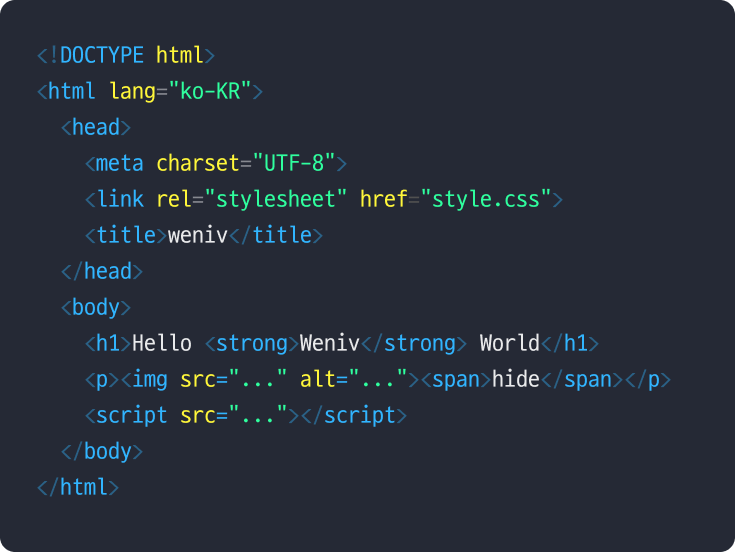 <!DOCTYPE html>
<html lang="ko-KR">
  <head>
    <meta charset="UTF-8">
    <link rel="stylesheet" href="style.css">
    <title>weniv</title>
  </head>
  <body>
    <h1>Hello <strong>Weniv</strong> World</h1>
    <p><img src="..." alt="..."><span>hide</span></p>
    <script src="..."></script>
  </body>
</html>